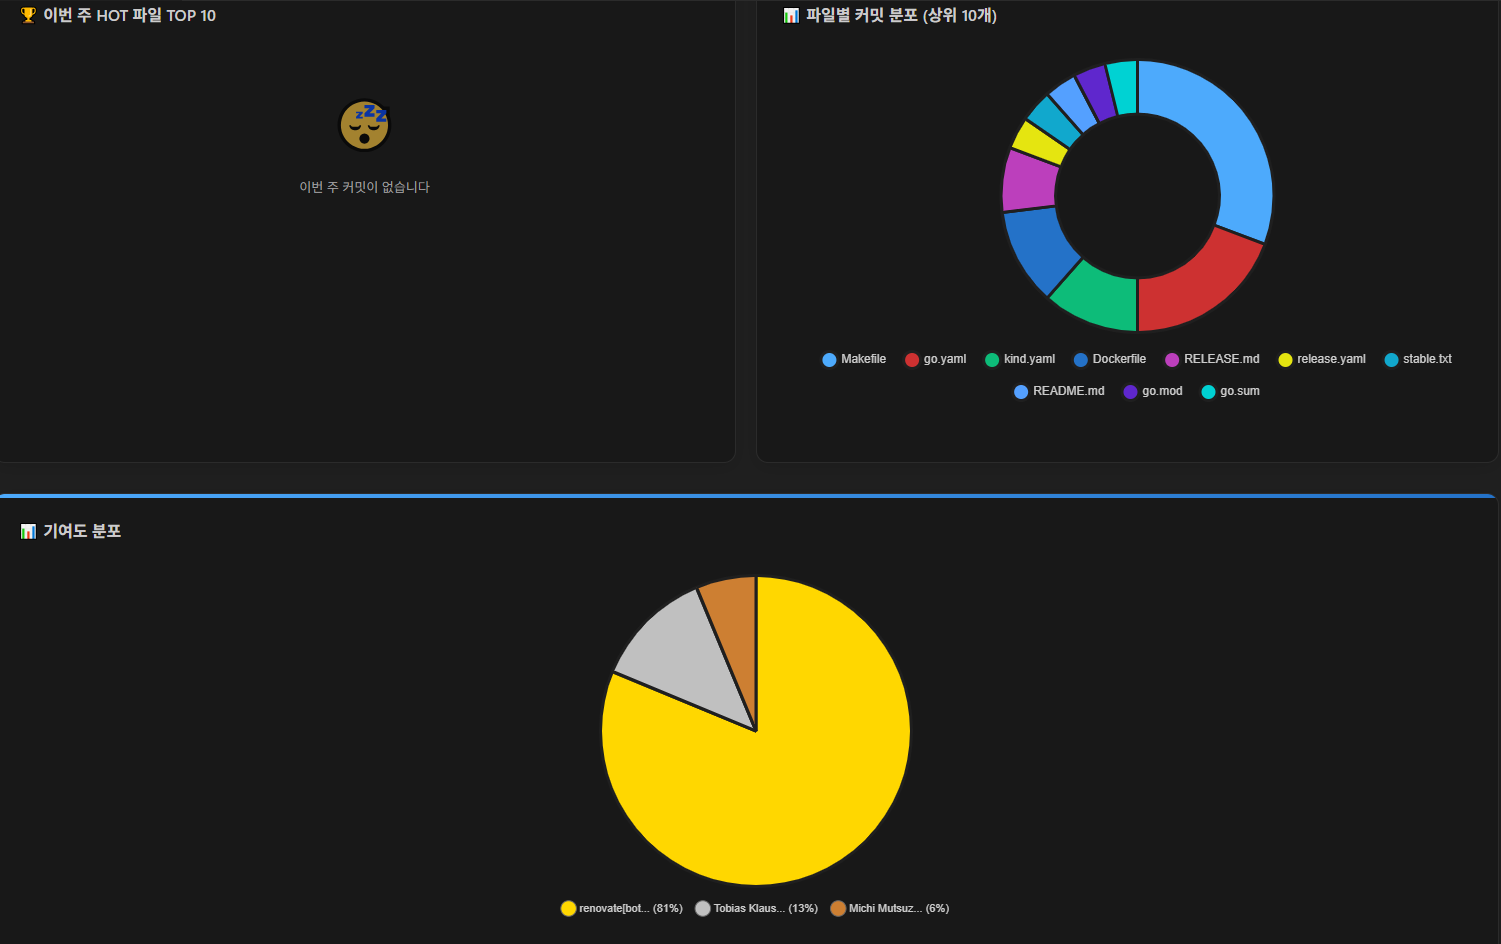 이번 주 HOT 파일 TOP 10
이번 주 커밋이 없습니다
파일별 커밋 분포 (상위 10개)
Makefile go.yaml kind.yaml Dockerfile RELEASE.md release.yaml stable.txt
README.md go.mod go.sum
기여도 분포
renovate[bot... (81%) Tobias Klaus... (13%) Michi Mutsuz... (6%)